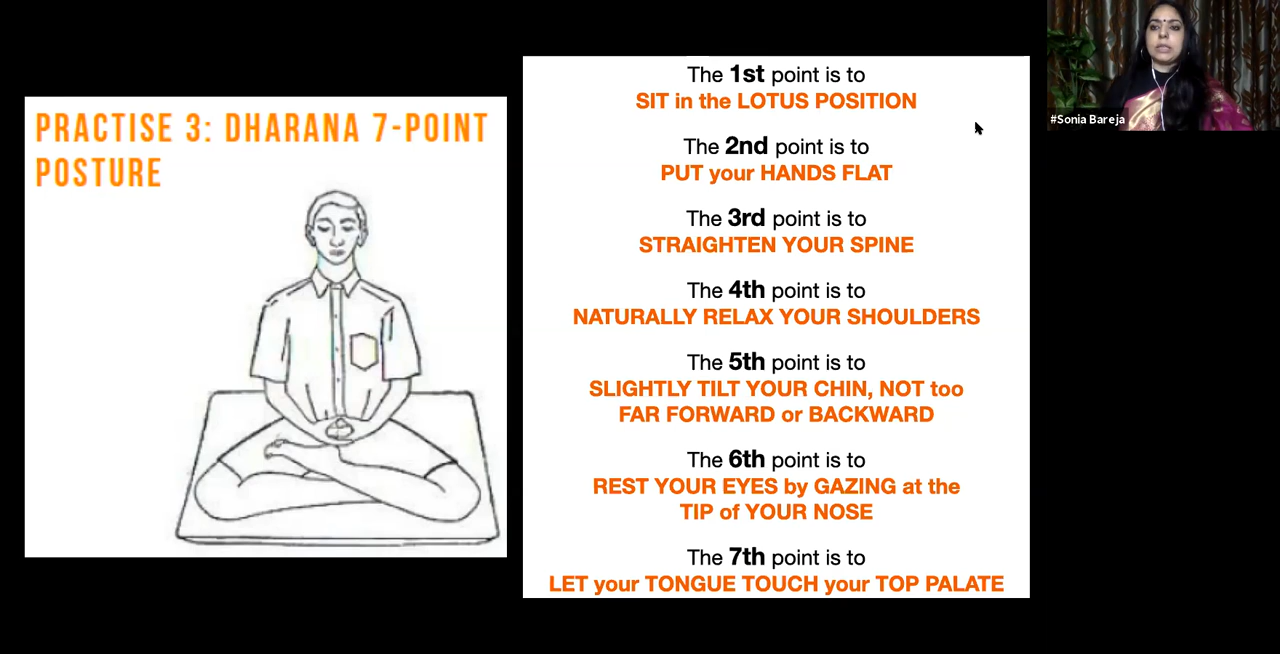 PRACTISE 3: DHARANA 7-POINT
POSTURE
The 1st point is to
SIT in the LOTUS POSITION
The 2nd point is to
PUT your HANDS FLAT
The 3rd point is to
STRAIGHTEN YOUR SPINE
The 4th point is to
NATURALLY RELAX YOUR SHOULDERS
The 5th point is to
SLIGHTLY TILT YOUR CHIN, NOT too
FAR FORWARD or BACKWARD
The 6th point is to
REST YOUR EYES by GAZING at the
TIP of YOUR NOSE
The 7th point is to
LET your TONGUE TOUCH your TOP PALATE
#Sonia Bareja